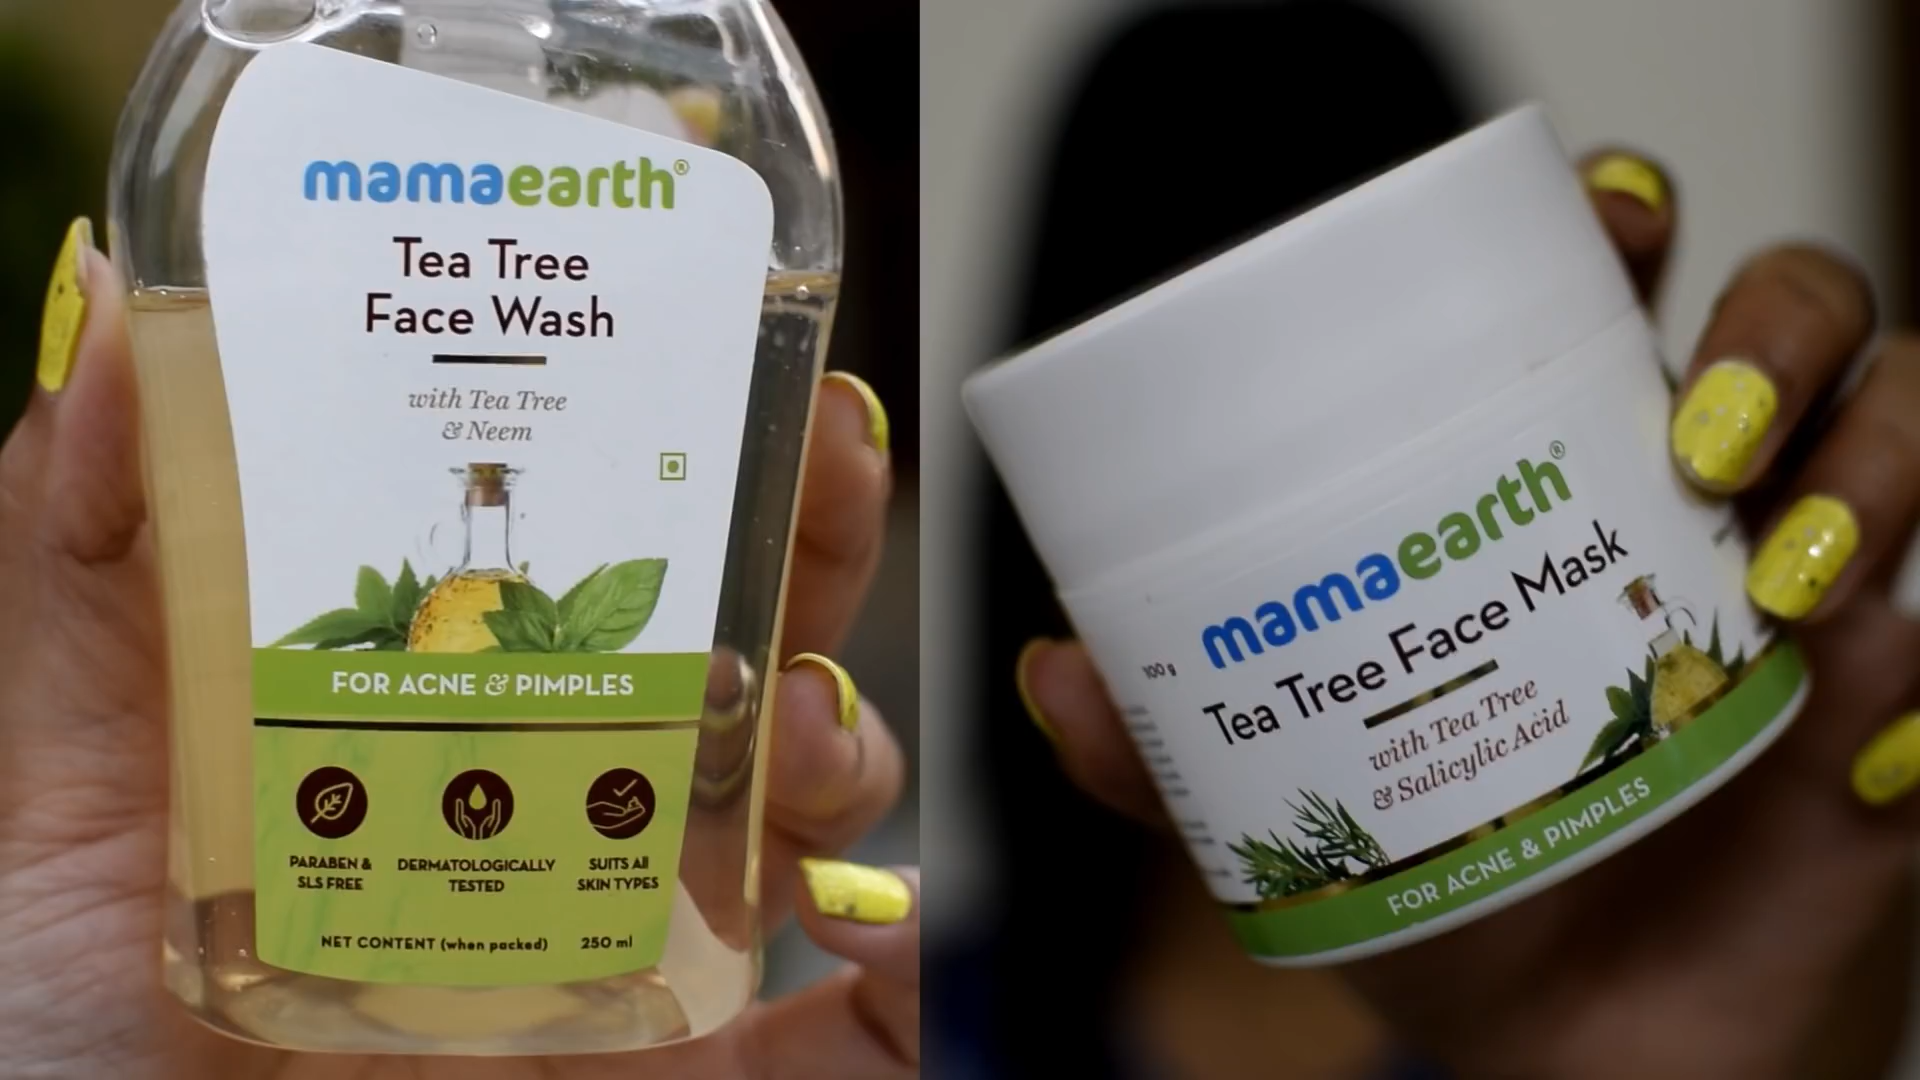 mamaearth®
Tea Tree
Face Wash
with Tea Tree
& Neem
FOR ACNE & PIMPLES
PARABEN &
SLS FREE
DERMATOLOGICALLY
TESTED
SUITS All
SKIN TYPES
NET CONTENT (when packed) 250 ml
mamaearth®
Tea Tree Face Mask
with Tea Tree
& Salicylic Acid
100 g
FOR ACNE & PIMPLES